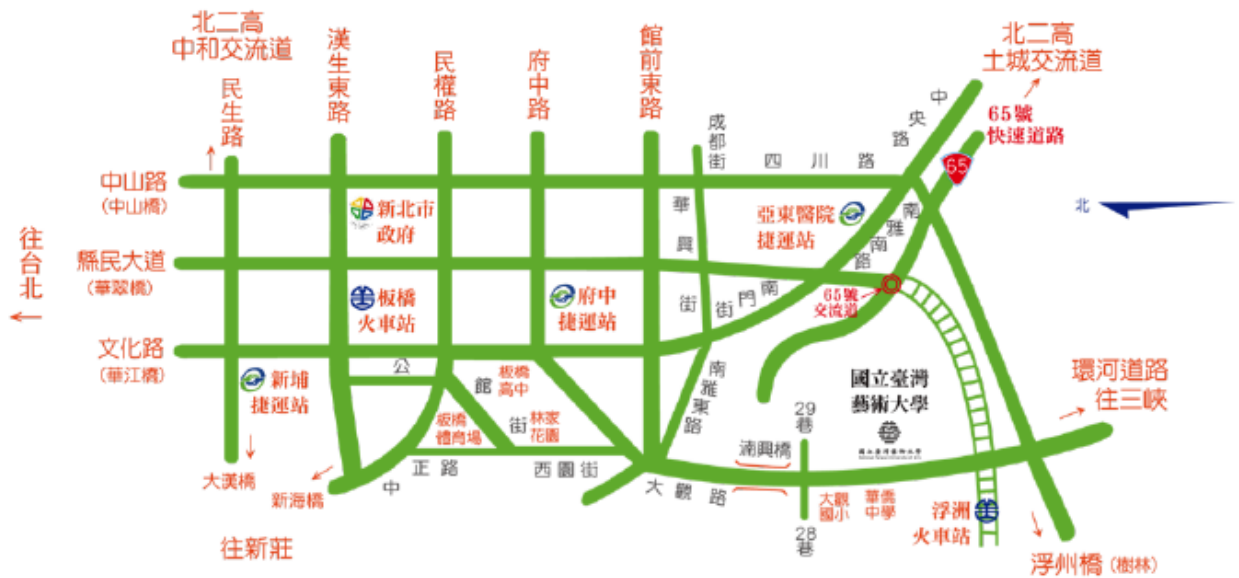 北二高
中和交流道
漢生東路
民權路
府中路
館前東路
北二高
土城交流道
民生路
成都街
四川路
中央路
65號
快速道路
65
中山路
(中山橋)
新北市
政府
華興街
亞東醫院
捷運站
南雅南路
北
往台北
縣民大道
(華翠橋)
板橋
火車站
府中
捷運站
南門街
65號
交流道
文化路
(華江橋)
新埔
捷運站
公館街
板橋
高中
南雅東路
國立臺灣
藝術大學
環河道路
往三峽
板橋
體育場
林家
花園
29
巷
湳興橋
大漢橋
新海橋
中正路
西園街
大觀路
大觀
國小
華僑
中學
浮洲
火車站
28
巷
往新莊
浮州橋(樹林)